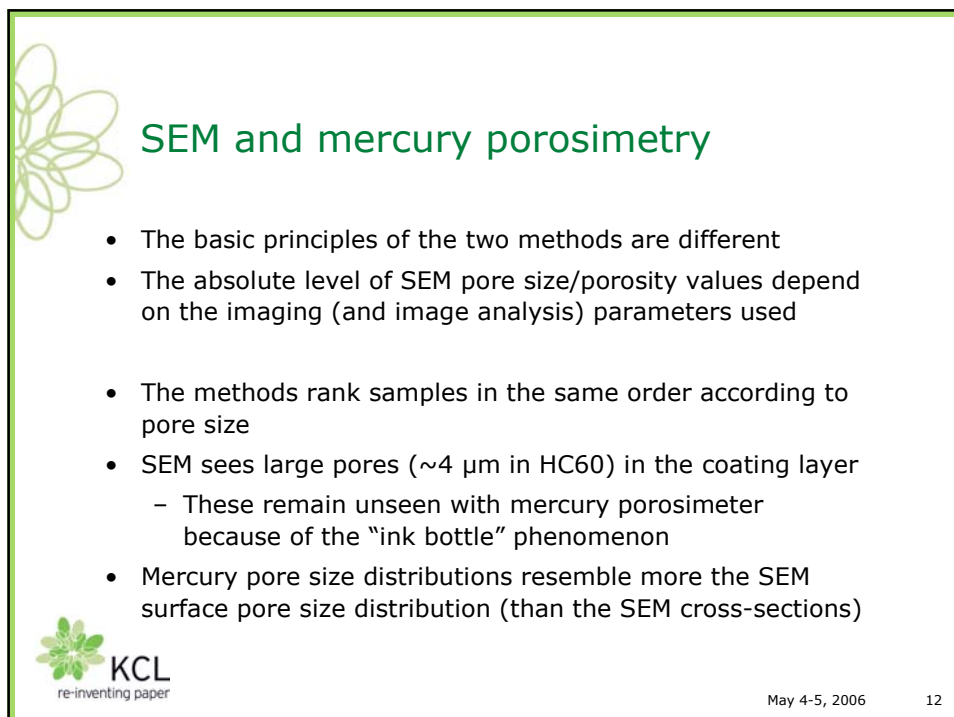 SEM and mercury porosimetry
• The basic principles of the two methods are different
• The absolute level of SEM pore size/porosity values depend
on the imaging (and image analysis) parameters used
• The methods rank samples in the same order according to
pore size
• SEM sees large pores (~4 µm in HC60) in the coating layer
– These remain unseen with mercury porosimeter
because of the “ink bottle” phenomenon
• Mercury pore size distributions resemble more the SEM
surface pore size distribution (than the SEM cross-sections)
KCL
re-inventing paper
May 4-5, 2006 12